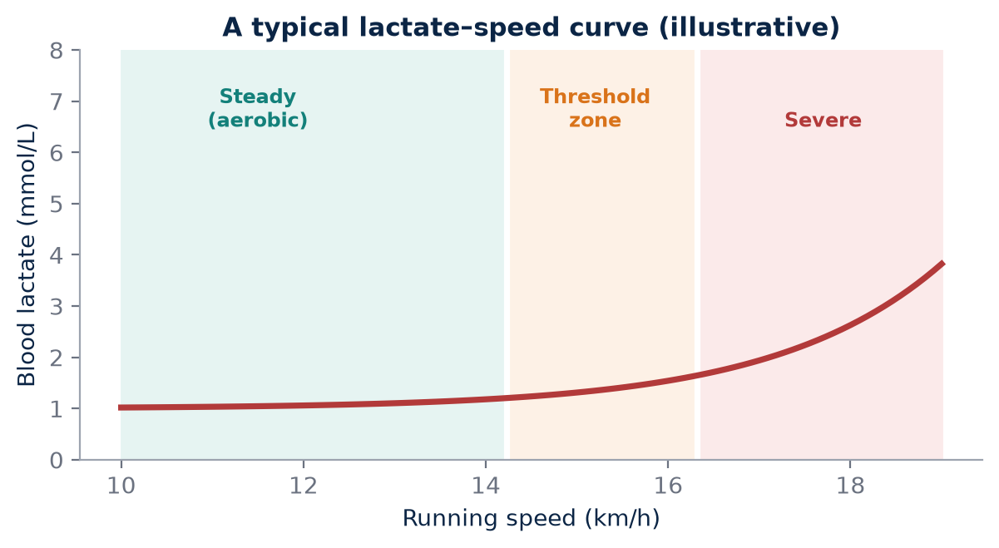 A typical lactate–speed curve (illustrative)
Blood lactate (mmol/L)
8
7
6
5
4
3
2
1
0
Steady
(aerobic)
Threshold
zone
Severe
10 12 14 16 18
Running speed (km/h)